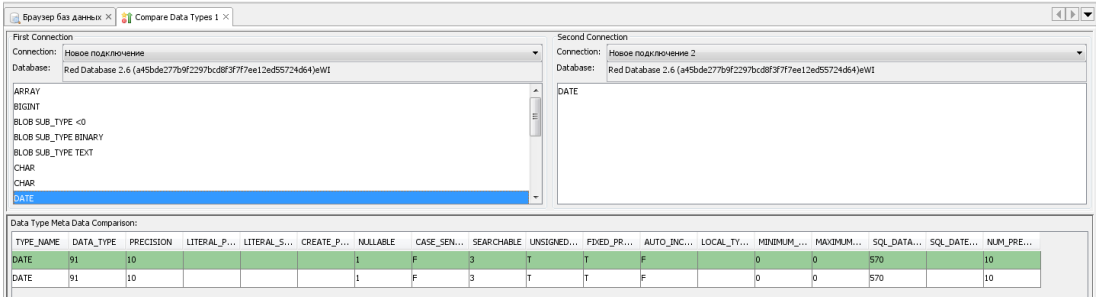 Браузер баз данных
Compare Data Types 1
First Connection
Connection: Новое подключение
Database: Red Database 2.6 (a45bde277b9f2297bcd8f3f7f7ee12ed55724d64)eWI
ARRAY
BIGINT
BLOB SUB_TYPE <0
BLOB SUB_TYPE BINARY
BLOB SUB_TYPE TEXT
CHAR
CHAR
DATE
Second Connection
Connection: Новое подключение 2
Database: Red Database 2.6 (a45bde277b9f2297bcd8f3f7f7ee12ed55724d64)eWI
DATE
Data Type Meta Data Comparison:
TYPE_NAME DATA_TYPE PRECISION LITERAL_P... LITERAL_S... CREATE_P... NULLABLE CASE_SEN... SEARCHABLE UNSIGNED... FIXED_PR... AUTO_INC... LOCAL_TY... MINIMUM_... MAXIMUM... SQL_DATA... SQL_DATE... NUM_PRE...
DATE 91 10 1 F 3 T T F 0 0 570 10
DATE 91 10 1 F 3 T T F 0 0 570 10